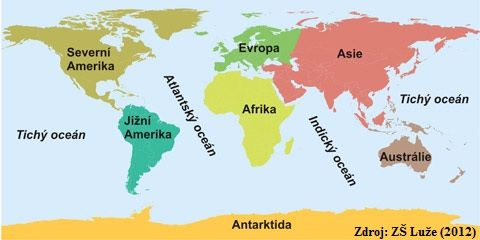 Severní
Amerika
Evropa
Asie
Atlantský oceán
Tichý oceán
Afrika
Jížní
Amerika
Tichý oceán
Indický oceán
Austrálie
Antarktida
Zdroj: ZŠ Luže (2012)